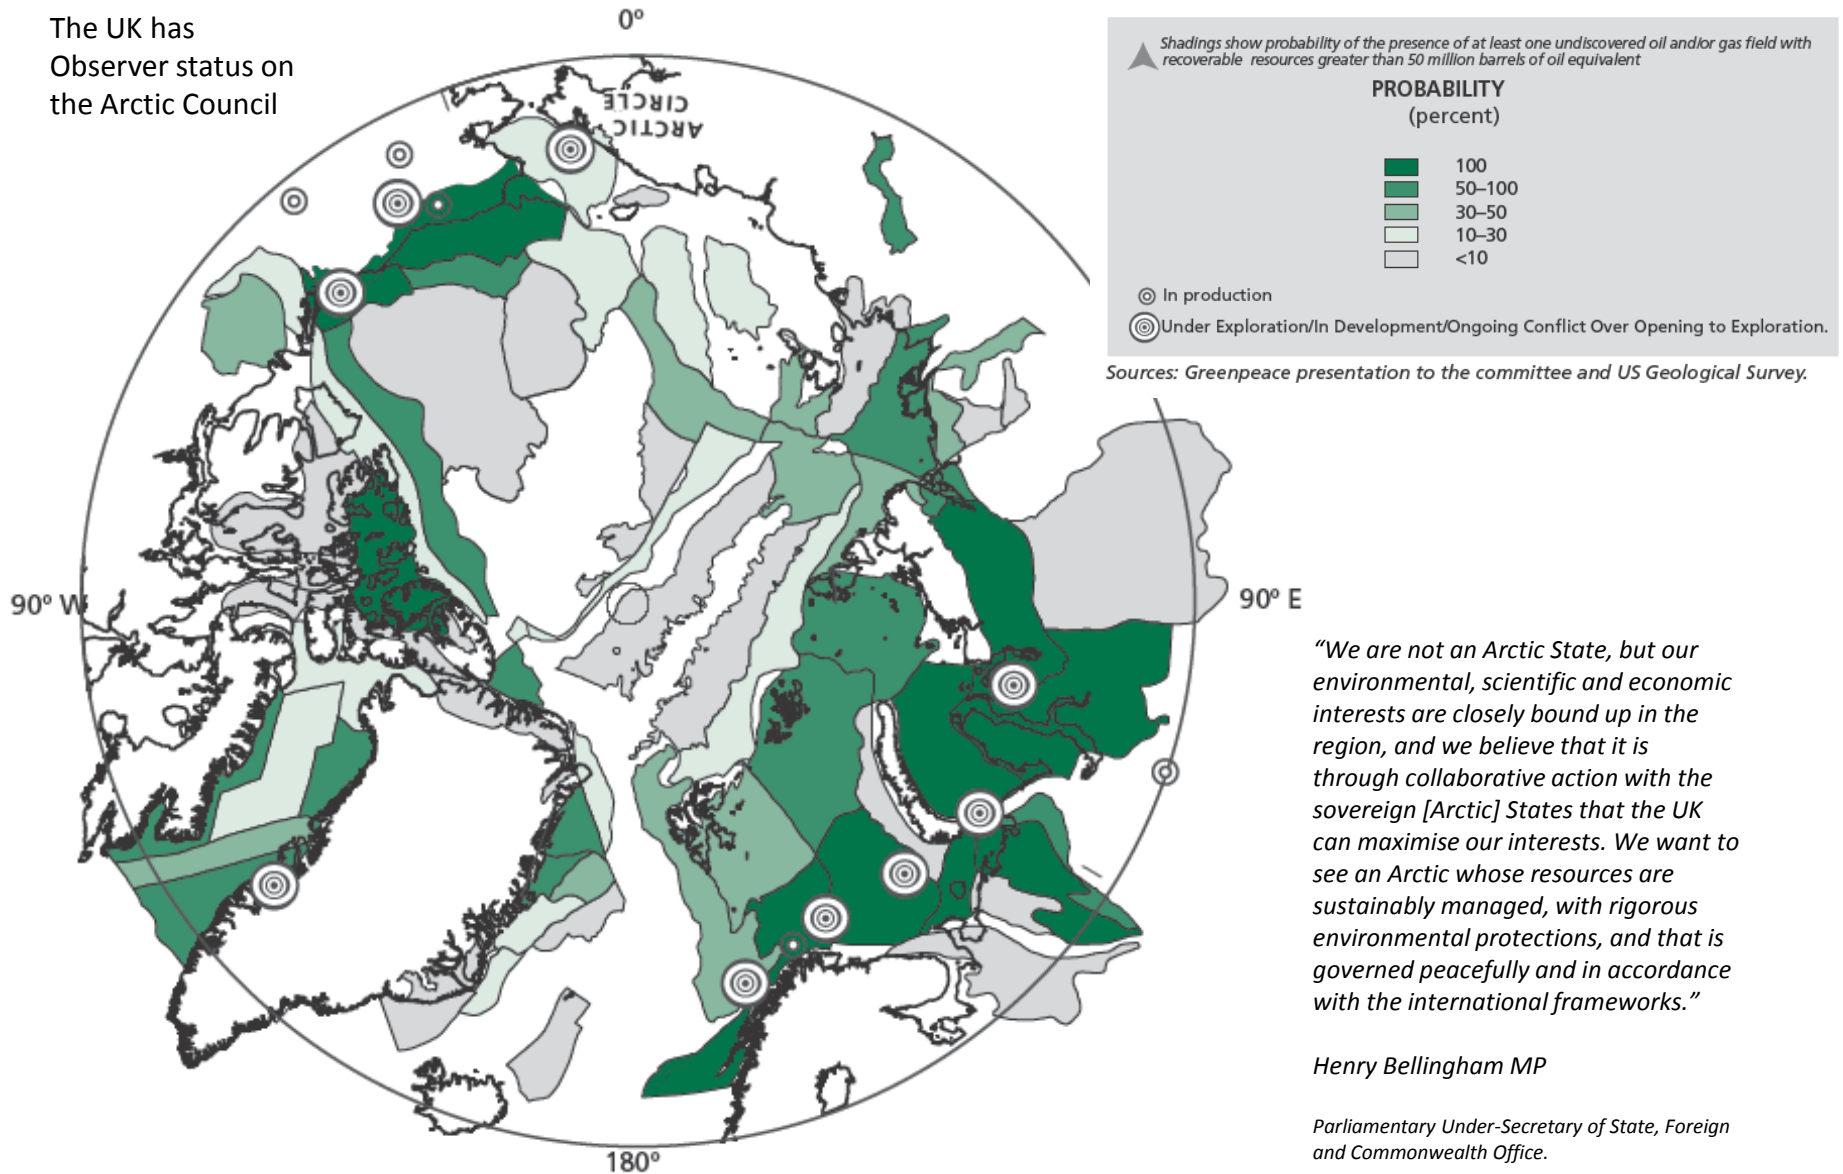 The UK has
Observer status on
the Arctic Council
0º
ARCTIC
CIRCLE
Shadings show probability of the presence of at least one undiscovered oil and/or gas field with
recoverable resources greater than 50 million barrels of oil equivalent
PROBABILITY
(percent)
100
50–100
30–50
10–30
<10
In production
Under Exploration/In Development/Ongoing Conflict Over Opening to Exploration.
Sources: Greenpeace presentation to the committee and US Geological Survey.
90º W
90º E
“We are not an Arctic State, but our
environmental, scientific and economic
interests are closely bound up in the
region, and we believe that it is
through collaborative action with the
sovereign [Arctic] States that the UK
can maximise our interests. We want to
see an Arctic whose resources are
sustainably managed, with rigorous
environmental protections, and that is
governed peacefully and in accordance
with the international frameworks.”
Henry Bellingham MP
Parliamentary Under-Secretary of State, Foreign
and Commonwealth Office.
180º